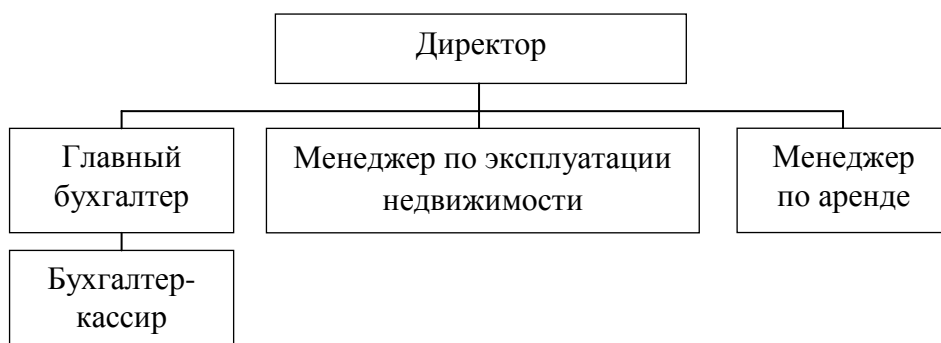 Директор
Главный
бухгалтер
Менеджер по эксплуатации
недвижимости
Менеджер
по аренде
Бухгалтер-
кассир